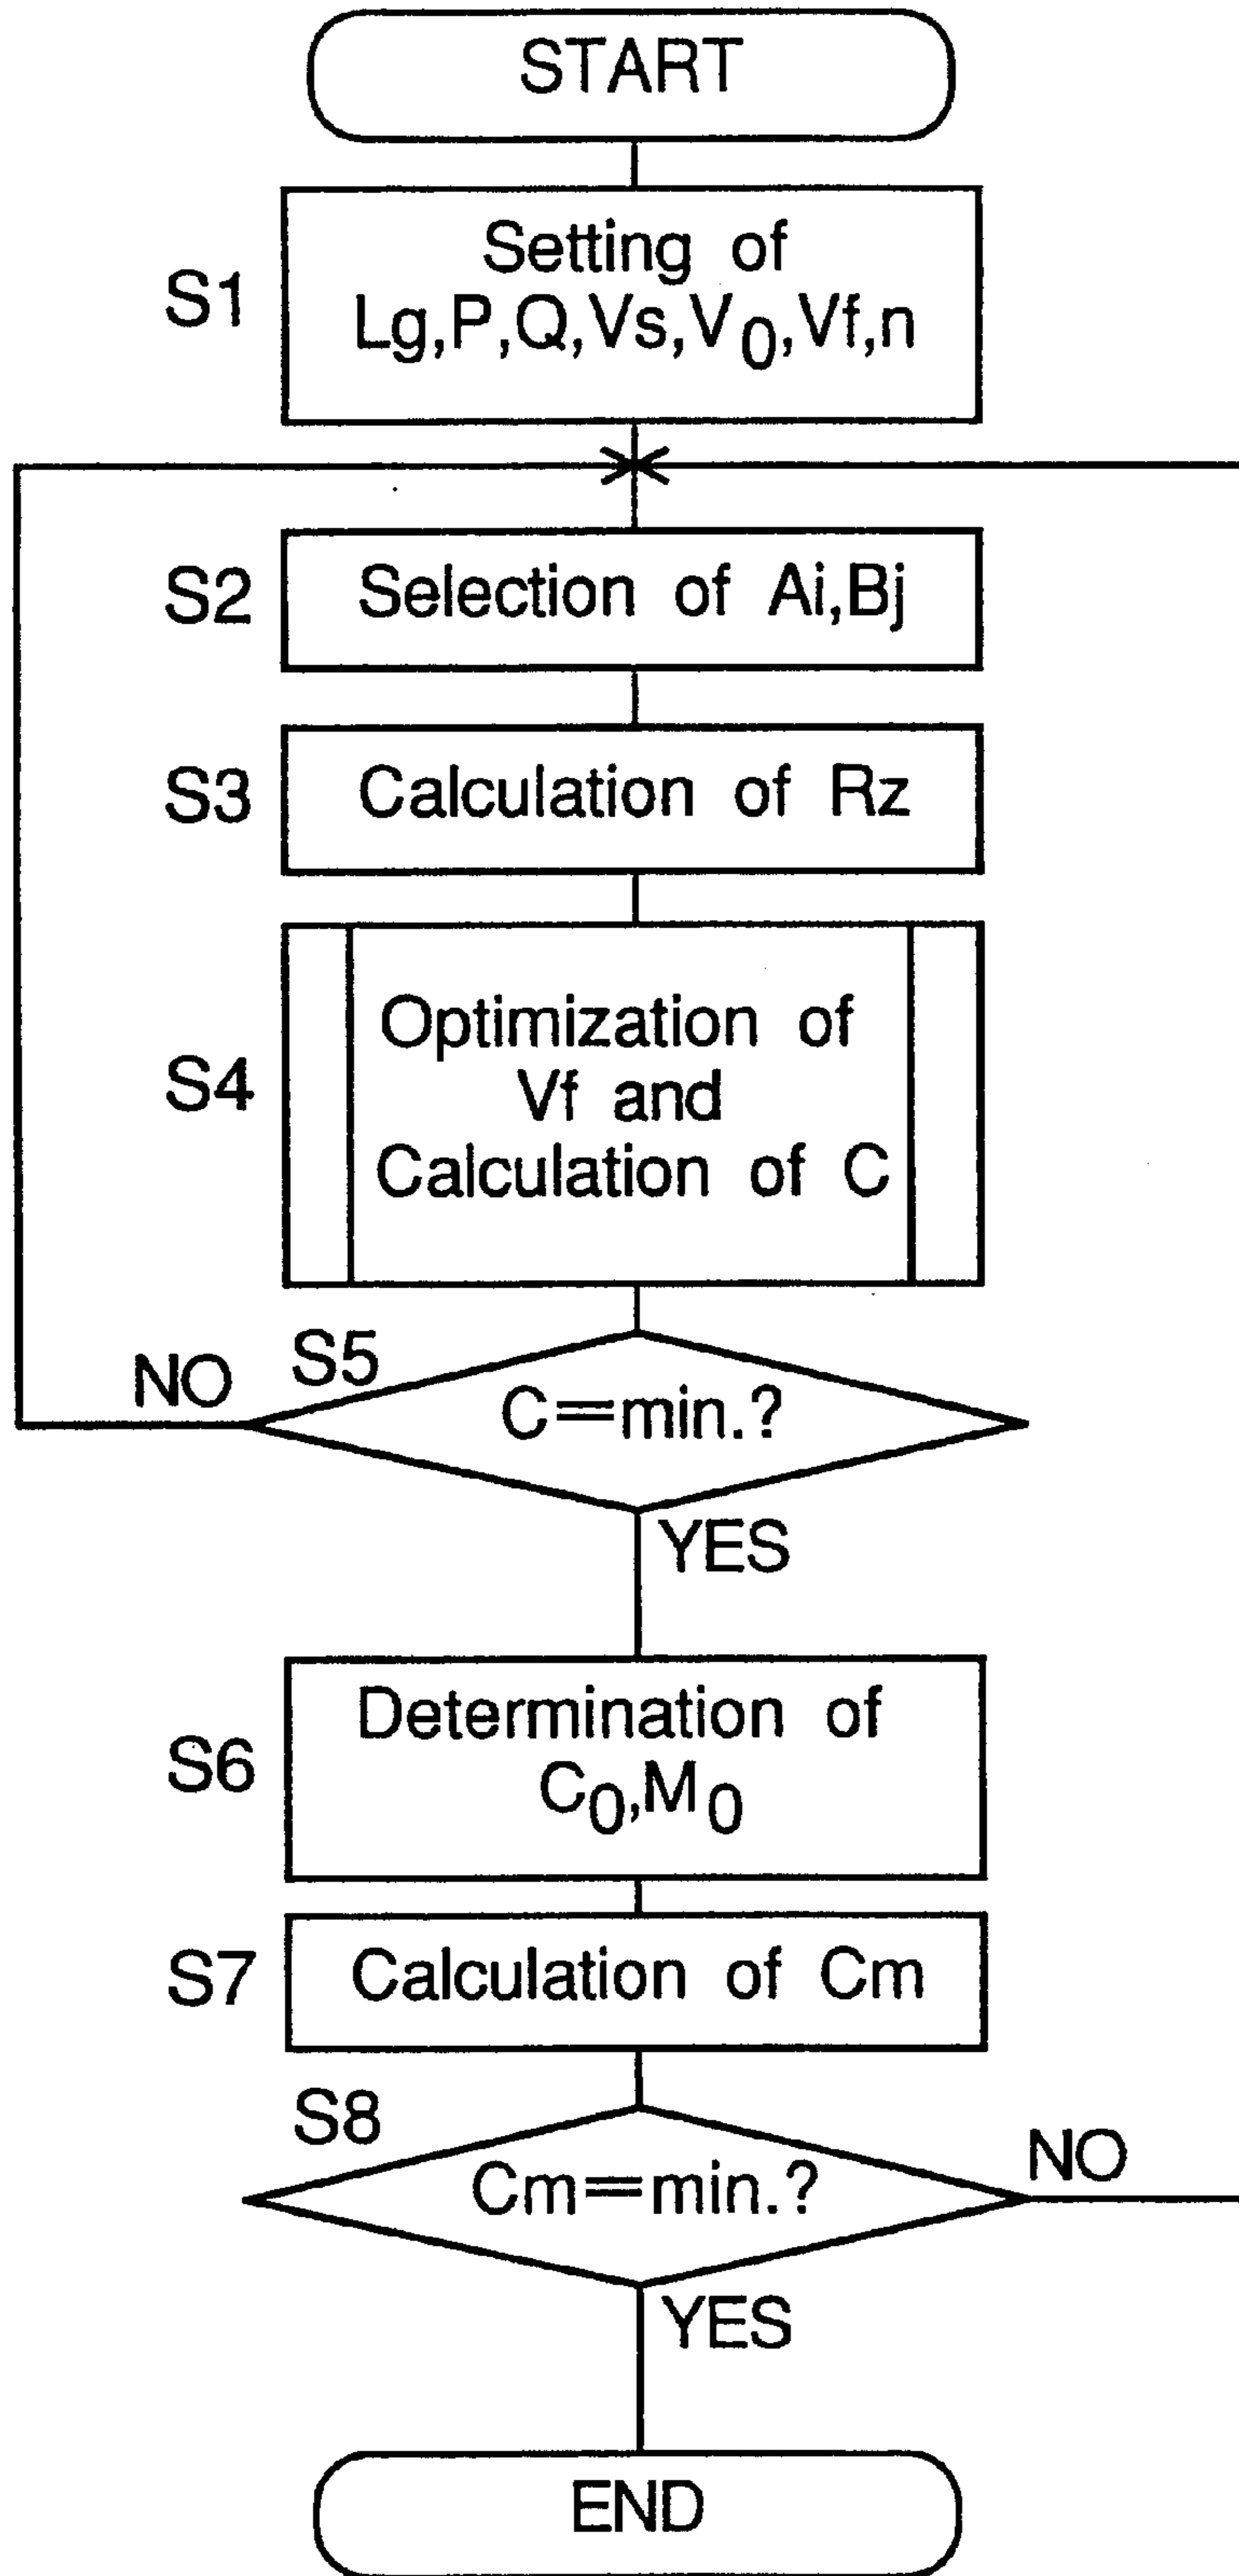 START
S1
Setting of
Lg,P,Q,Vs,V₀,Vf,n
S2
Selection of Ai,Bj
S3
Calculation of Rz
S4
Optimization of
Vf and
Calculation of C
NO
S5
C=min.?
YES
S6
Determination of
C₀,M₀
S7
Calculation of Cm
S8
Cm=min.?
NO
YES
END